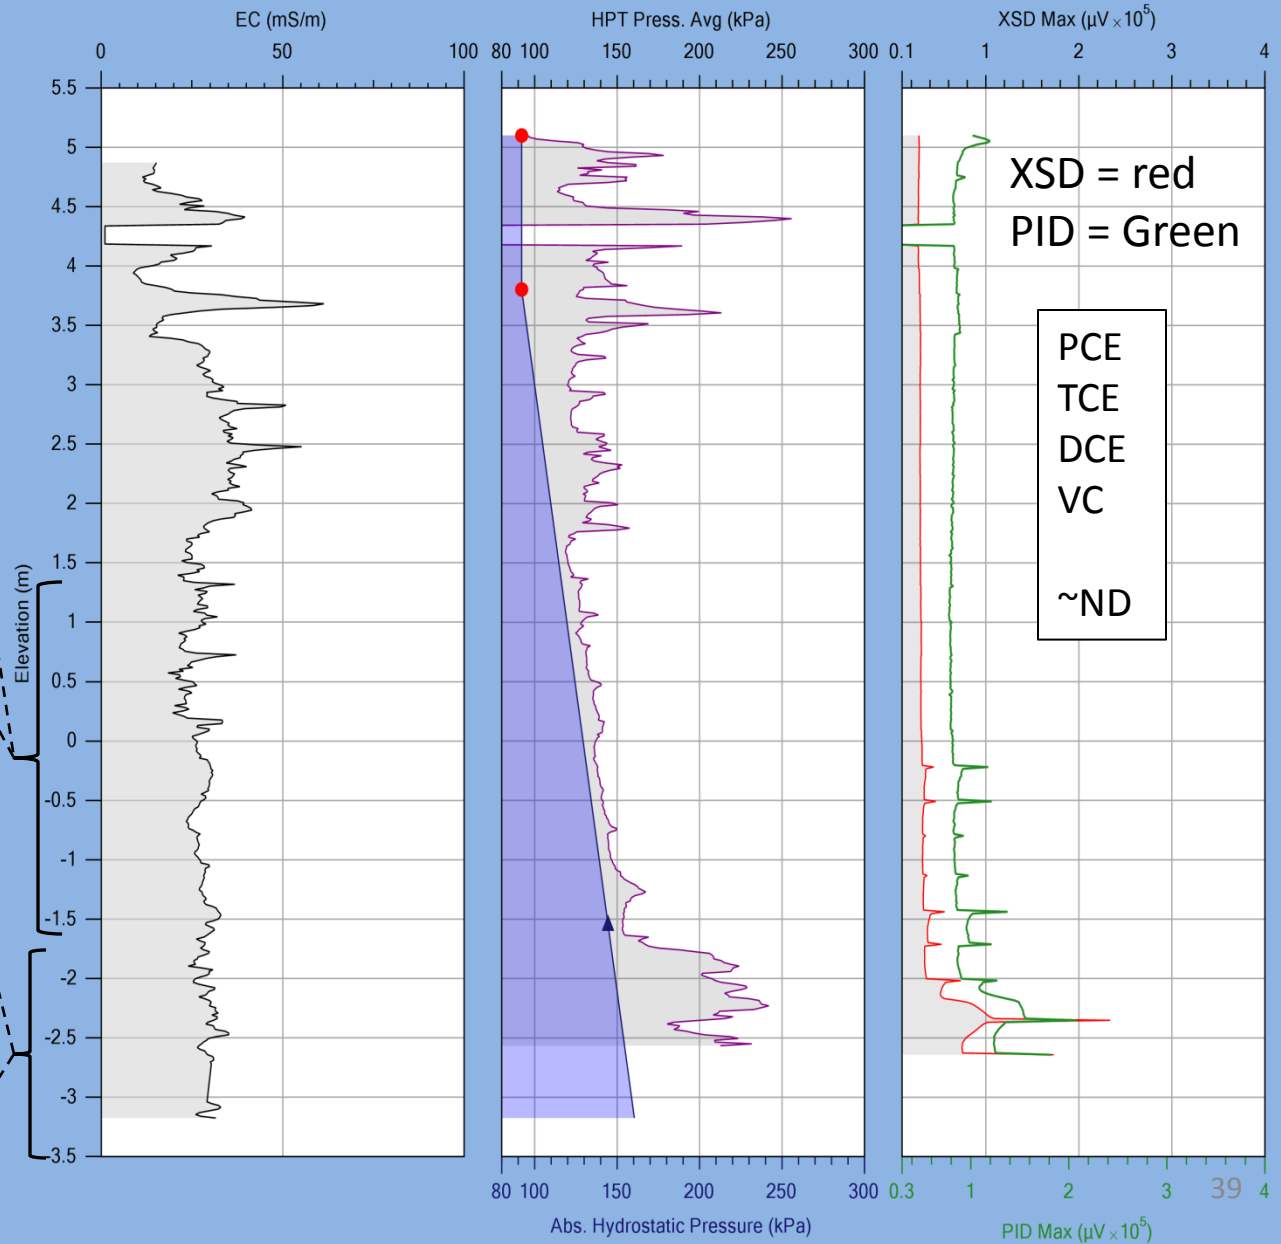 EC (mS/m)
HPT Press. Avg (kPa)
XSD Max (µV ×10⁵)
0 50 100
80 100 150 200 250 300
0.1 1 2 3 4
5.5
5
4.5
4
3.5
3
2.5
2
1.5
1
0.5
0
-0.5
-1
-1.5
-2
-2.5
-3
-3.5
Elevation (m)
XSD = red
PID = Green
PCE
TCE
DCE
VC
~ND
80 100 150 200 250 300
Abs. Hydrostatic Pressure (kPa)
0.3 1 2 3 4
PID Max (µV ×10⁵)
39